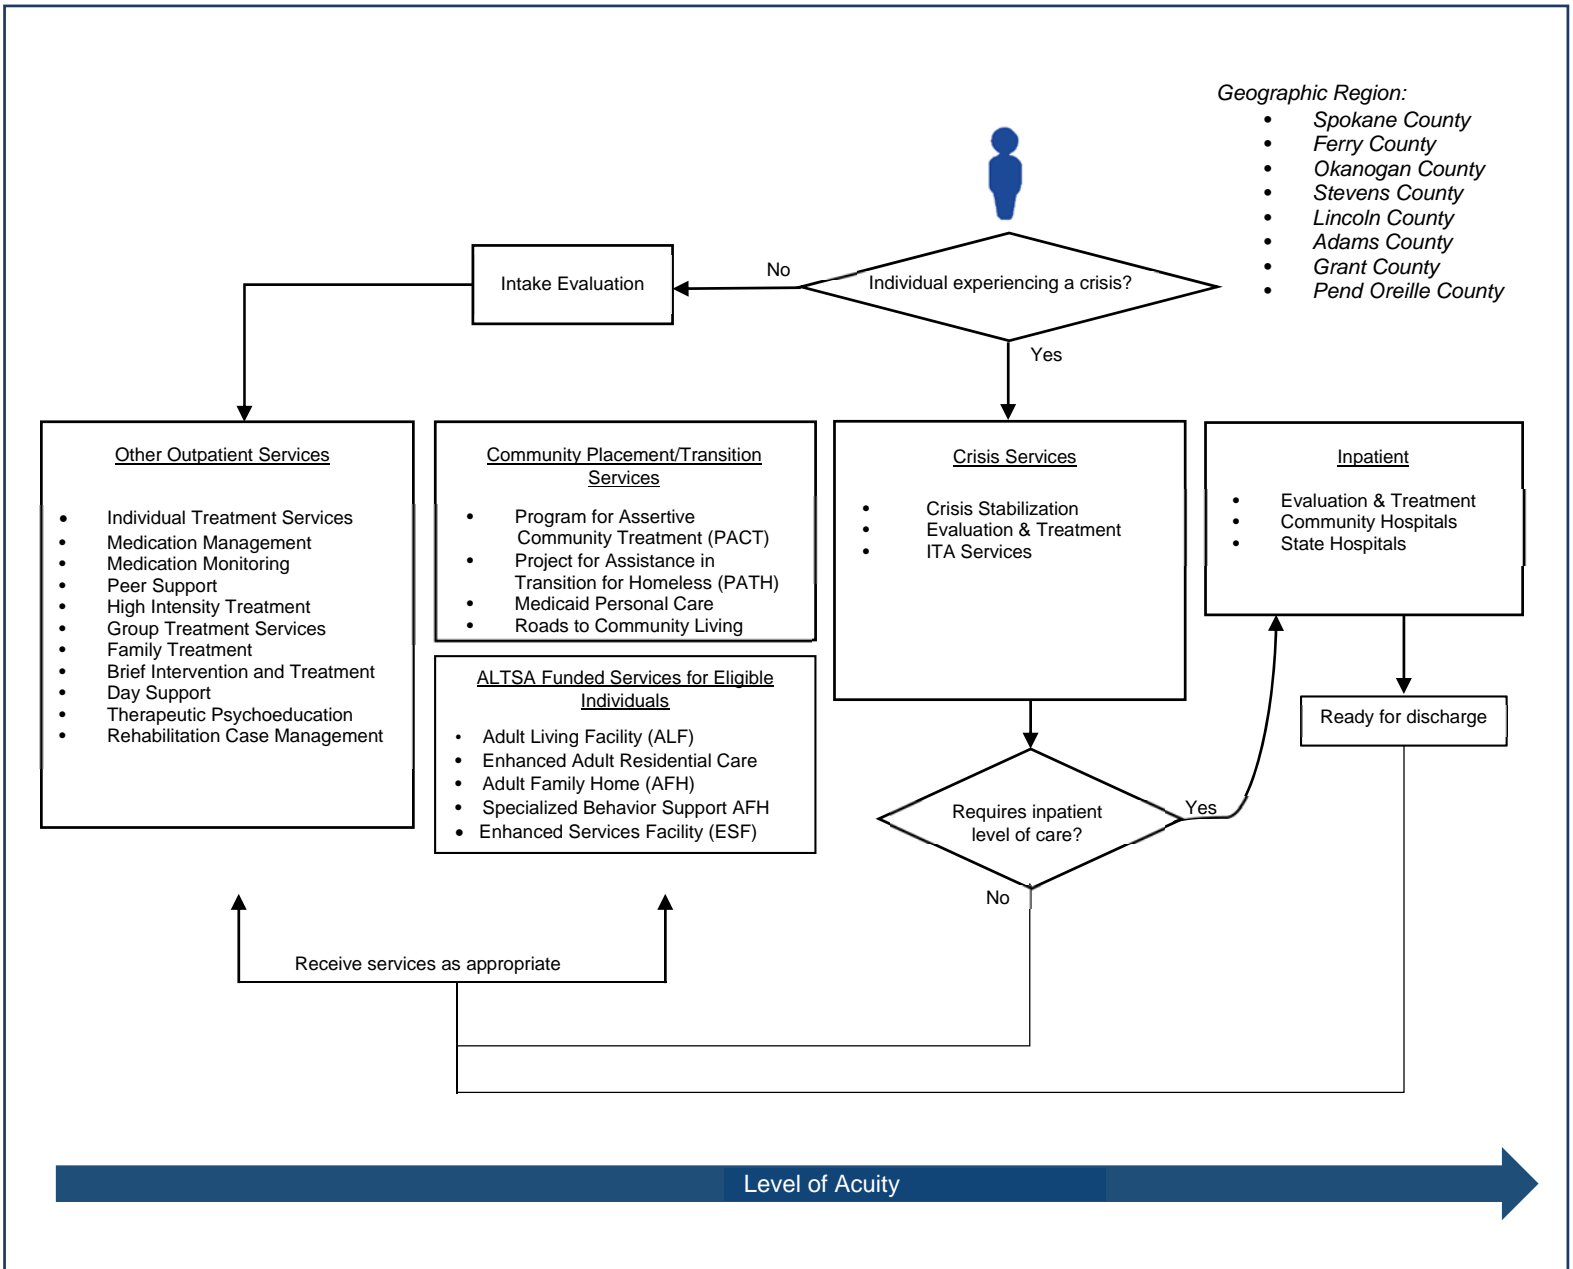 Geographic Region:
• Spokane County
• Ferry County
• Okanogan County
• Stevens County
• Lincoln County
• Adams County
• Grant County
• Pend Oreille County
Individual experiencing a crisis?
No
Intake Evaluation
Yes
Other Outpatient Services
• Individual Treatment Services
• Medication Management
• Medication Monitoring
• Peer Support
• High Intensity Treatment
• Group Treatment Services
• Family Treatment
• Brief Intervention and Treatment
• Day Support
• Therapeutic Psychoeducation
• Rehabilitation Case Management
Community Placement/Transition
Services
• Program for Assertive
Community Treatment (PACT)
• Project for Assistance in
Transition for Homeless (PATH)
• Medicaid Personal Care
• Roads to Community Living
ALTSA Funded Services for Eligible
Individuals
• Adult Living Facility (ALF)
• Enhanced Adult Residential Care
• Adult Family Home (AFH)
• Specialized Behavior Support AFH
• Enhanced Services Facility (ESF)
Crisis Services
• Crisis Stabilization
• Evaluation & Treatment
• ITA Services
Inpatient
• Evaluation & Treatment
• Community Hospitals
• State Hospitals
Ready for discharge
Requires inpatient
level of care?
Yes
No
Receive services as appropriate
Level of Acuity